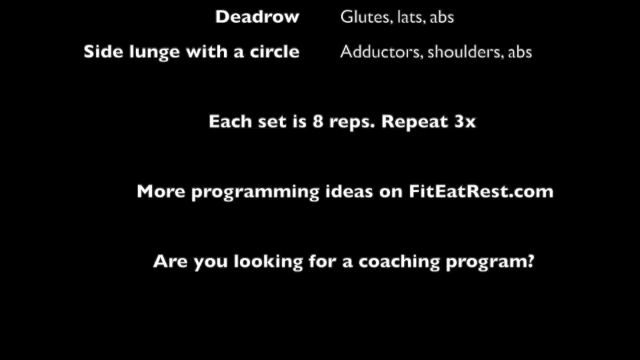 Deadrow Glutes, lats, abs
Side lunge with a circle Adductors, shoulders, abs
Each set is 8 reps. Repeat 3x
More programming ideas on FitEatRest.com
Are you looking for a coaching program?